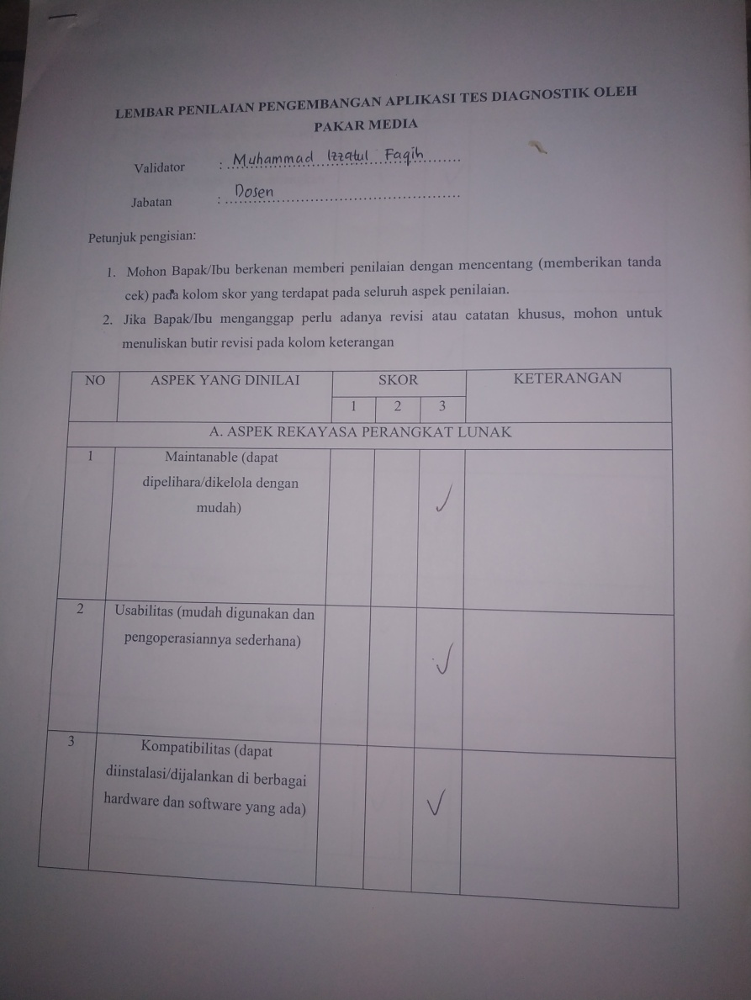 LEMBAR PENILAIAN PENGEMBANGAN APLIKASI TES DIAGNOSTIK OLEH
PAKAR MEDIA
Validator : Muhammad Izzatul Faqih
Jabatan : Dosen
Petunjuk pengisian:
1. Mohon Bapak/Ibu berkenan memberi penilaian dengan mencentang (memberikan tanda
cek) pada kolom skor yang terdapat pada seluruh aspek penilaian.
2. Jika Bapak/Ibu menganggap perlu adanya revisi atau catatan khusus, mohon untuk
menuliskan butir revisi pada kolom keterangan
NO ASPEK YANG DINILAI SKOR KETERANGAN
1 2 3
A. ASPEK REKAYASA PERANGKAT LUNAK
1 Maintanable (dapat
dipelihara/dikelola dengan
mudah) ✓
2 Usabilitas (mudah digunakan dan
pengoperasiannya sederhana) ✓
3 Kompatibilitas (dapat
diinstalasi/dijalankan di berbagai
hardware dan software yang ada) ✓